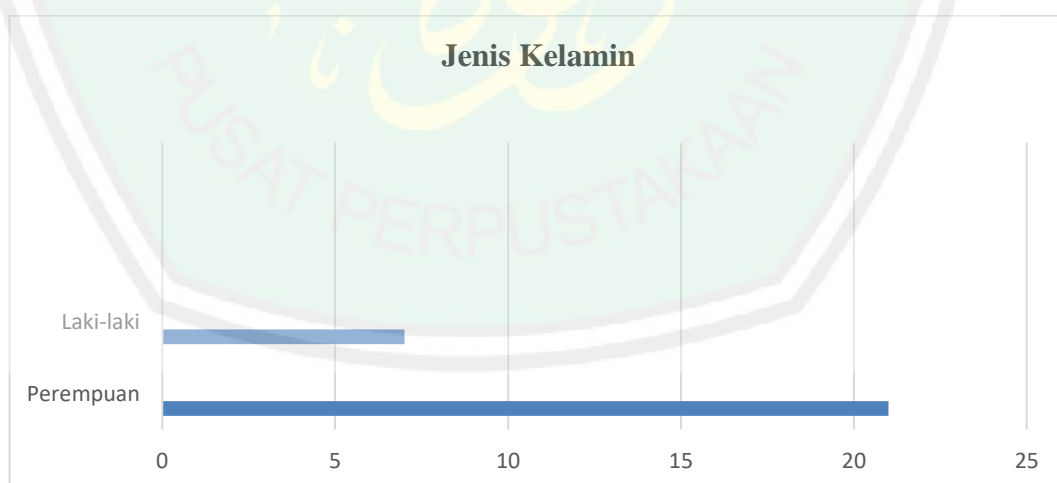 Jenis Kelamin
PUSAT PERPUSTAKAAN
Laki-laki
Perempuan
0 5 10 15 20 25